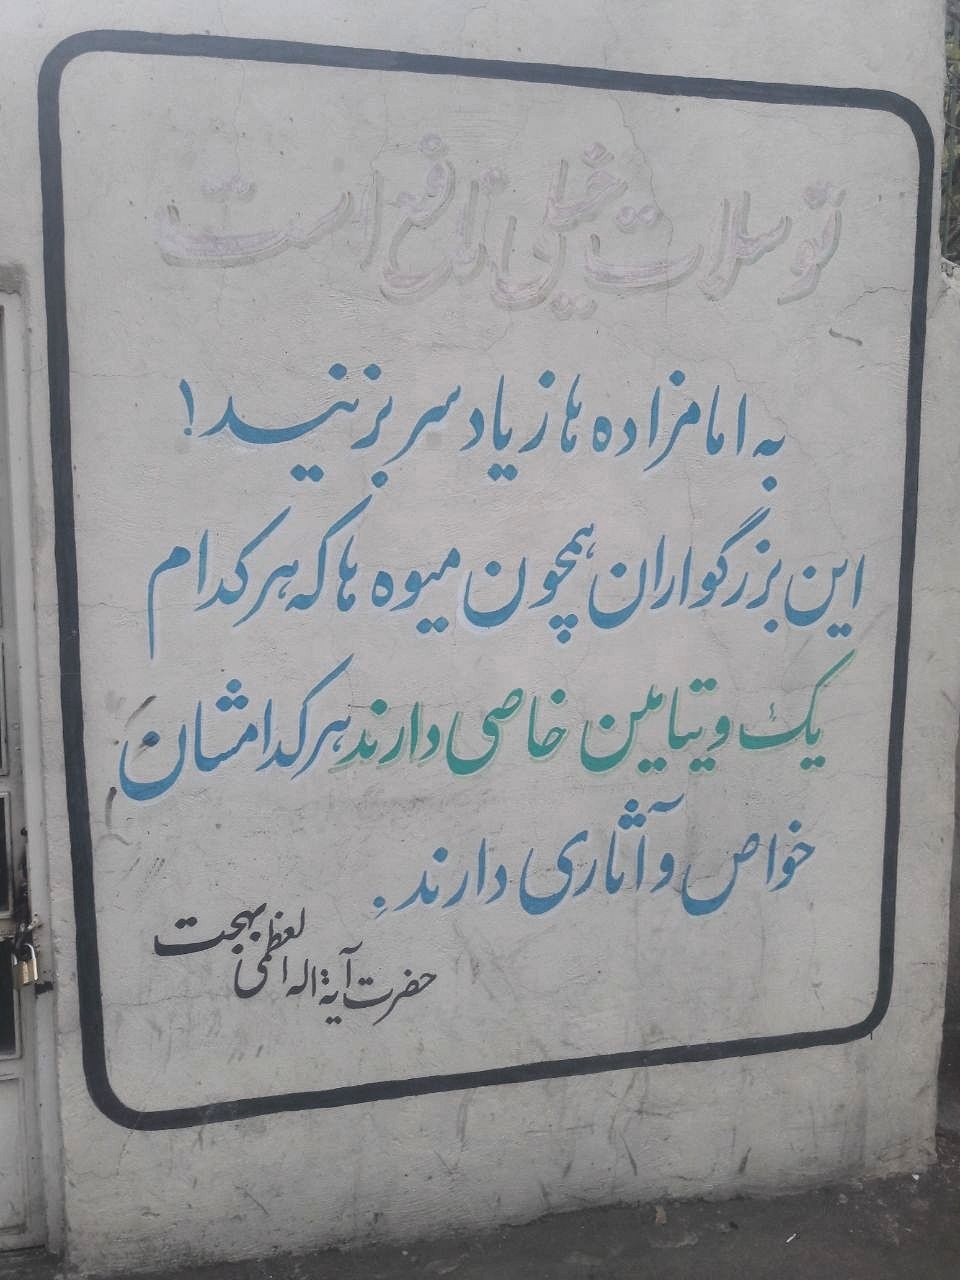 توسلات خیلی نافع است
به امامزاده ها زیاد سر بزنید!
این بزرگواران همچون میوه ها که هر کدام
یک ویتامین خاصی دارند هر کدامشان
خواص و آثاری دارند.
حضرت آیة اله العظمی بهجت